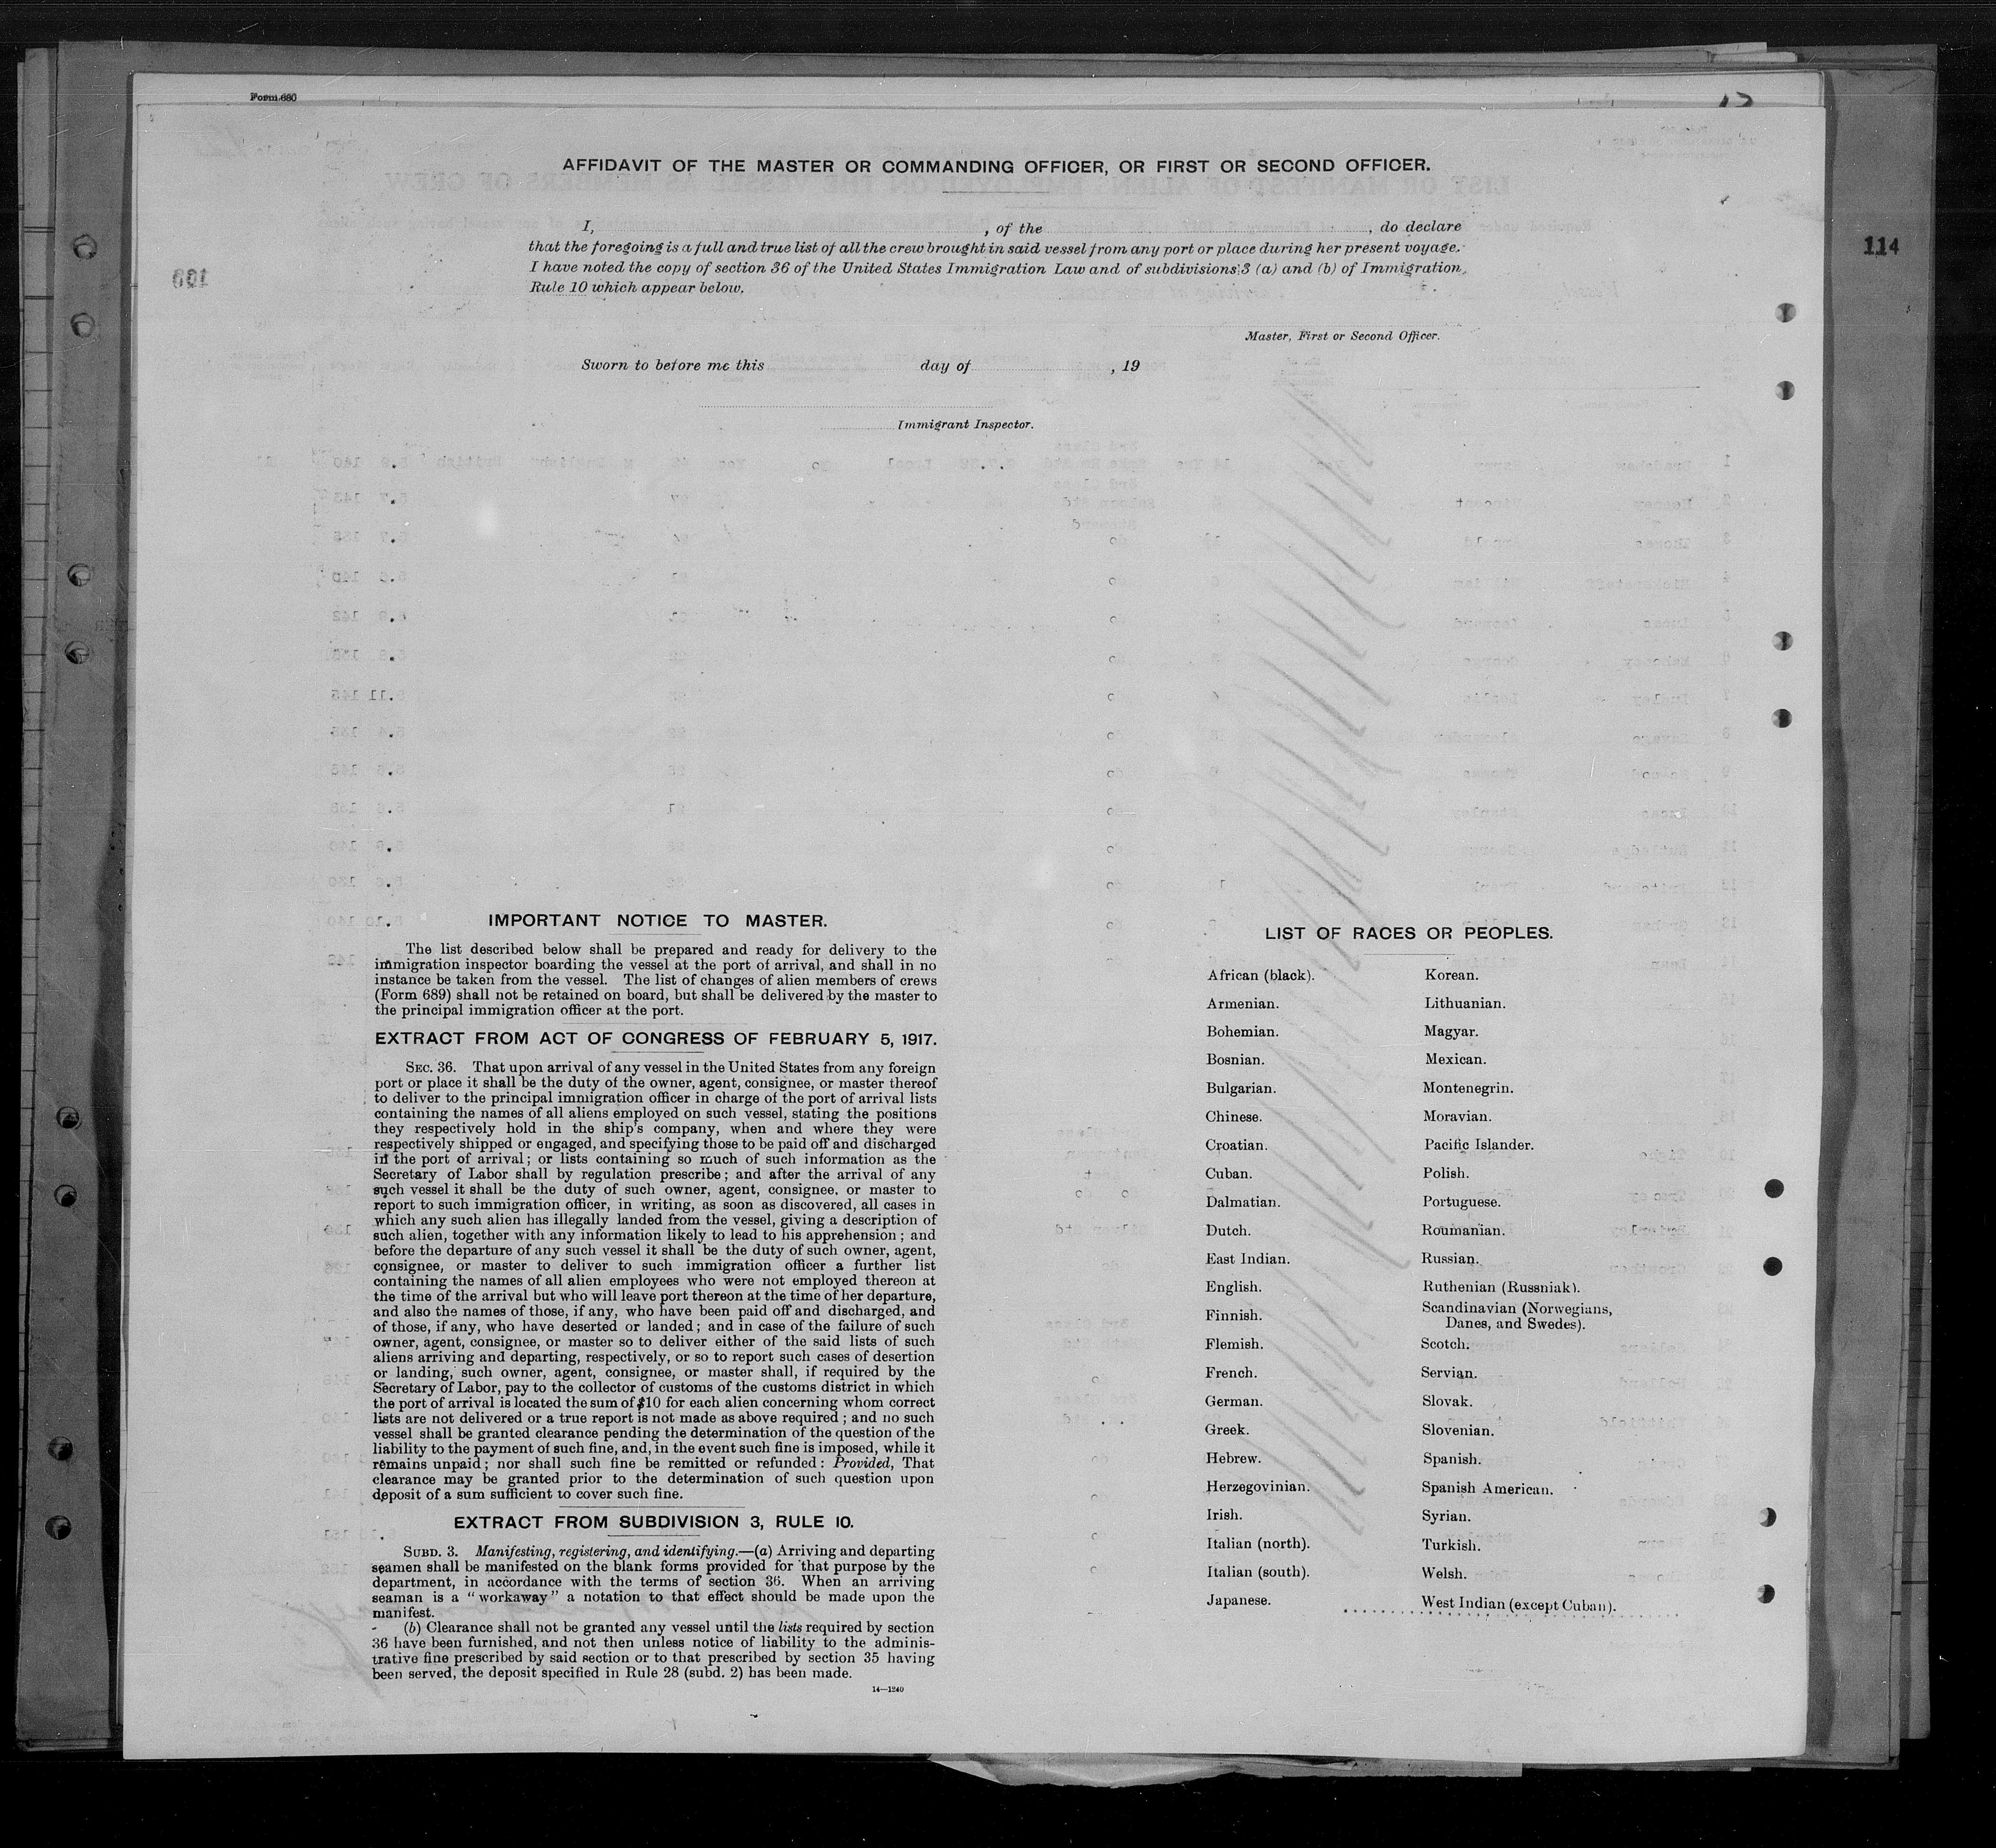 Form 680
AFFIDAVIT OF THE MASTER OR COMMANDING OFFICER, OR FIRST OR SECOND OFFICER.
I, , of the , do declare
that the foregoing is a full and true list of all the crew brought in said vessel from any port or place during her present voyage.
I have noted the copy of section 36 of the United States Immigration Law and of subdivisions 3 (a) and (b) of Immigration
Rule 10 which appear below.
114
Master, First or Second Officer.
Sworn to before me this day of , 19
Immigrant Inspector.
IMPORTANT NOTICE TO MASTER.
The list described below shall be prepared and ready for delivery to the
immigration inspector boarding the vessel at the port of arrival, and shall in no
instance be taken from the vessel. The list of changes of alien members of crews
(Form 689) shall not be retained on board, but shall be delivered by the master to
the principal immigration officer at the port.
EXTRACT FROM ACT OF CONGRESS OF FEBRUARY 5, 1917.
SEC. 36. That upon arrival of any vessel in the United States from any foreign
port or place it shall be the duty of the owner, agent, consignee, or master thereof
to deliver to the principal immigration officer in charge of the port of arrival lists
containing the names of all aliens employed on such vessel, stating the positions
they respectively hold in the ship's company, when and where they were
respectively shipped or engaged, and specifying those to be paid off and discharged
in the port of arrival; or lists containing so much of such information as the
Secretary of Labor shall by regulation prescribe; and after the arrival of any
such vessel it shall be the duty of such owner, agent, consignee, or master to
report to such immigration officer, in writing, as soon as discovered, all cases in
which any such alien has illegally landed from the vessel, giving a description of
such alien, together with any information likely to lead to his apprehension; and
before the departure of any such vessel it shall be the duty of such owner, agent,
consignee, or master to deliver to such immigration officer a further list
containing the names of all alien employees who were not employed thereon at
the time of the arrival but who will leave port thereon at the time of her departure,
and also the names of those, if any, who have been paid off and discharged, and
of those, if any, who have deserted or landed; and in case of the failure of such
owner, agent, consignee, or master so to deliver either of the said lists of such
aliens arriving and departing, respectively, or so to report such cases of desertion
or landing, such owner, agent, consignee, or master shall, if required by the
Secretary of Labor, pay to the collector of customs of the customs district in which
the port of arrival is located the sum of $10 for each alien concerning whom correct
lists are not delivered or a true report is not made as above required; and no such
vessel shall be granted clearance pending the determination of the question of the
liability to the payment of such fine, and, in the event such fine is imposed, while it
remains unpaid; nor shall such fine be remitted or refunded: Provided, That
clearance may be granted prior to the determination of such question upon
deposit of a sum sufficient to cover such fine.
EXTRACT FROM SUBDIVISION 3, RULE 10.
SUBD. 3. Manifesting, registering, and identifying.—(a) Arriving and departing
seamen shall be manifested on the blank forms provided for that purpose by the
department, in accordance with the terms of section 36. When an arriving
seaman is a "workaway" a notation to that effect should be made upon the
manifest.
(b) Clearance shall not be granted any vessel until the lists required by section
36 have been furnished, and not then unless notice of liability to the adminis-
trative fine prescribed by said section or to that prescribed by section 35 having
been served, the deposit specified in Rule 28 (subd. 2) has been made.
14—1240
LIST OF RACES OR PEOPLES.
African (black).
Armenian.
Bohemian.
Bosnian.
Bulgarian.
Chinese.
Croatian.
Cuban.
Dalmatian.
Dutch.
East Indian.
English.
Finnish.
Flemish.
French.
German.
Greek.
Hebrew.
Herzegovinian.
Irish.
Italian (north).
Italian (south).
Japanese.
Korean.
Lithuanian.
Magyar.
Mexican.
Montenegrin.
Moravian.
Pacific Islander.
Polish.
Portuguese.
Roumanian.
Russian.
Ruthenian (Russniak).
Scandinavian (Norwegians,
Danes, and Swedes).
Scotch.
Servian.
Slovak.
Slovenian.
Spanish.
Spanish American.
Syrian.
Turkish.
Welsh.
West Indian (except Cuban).